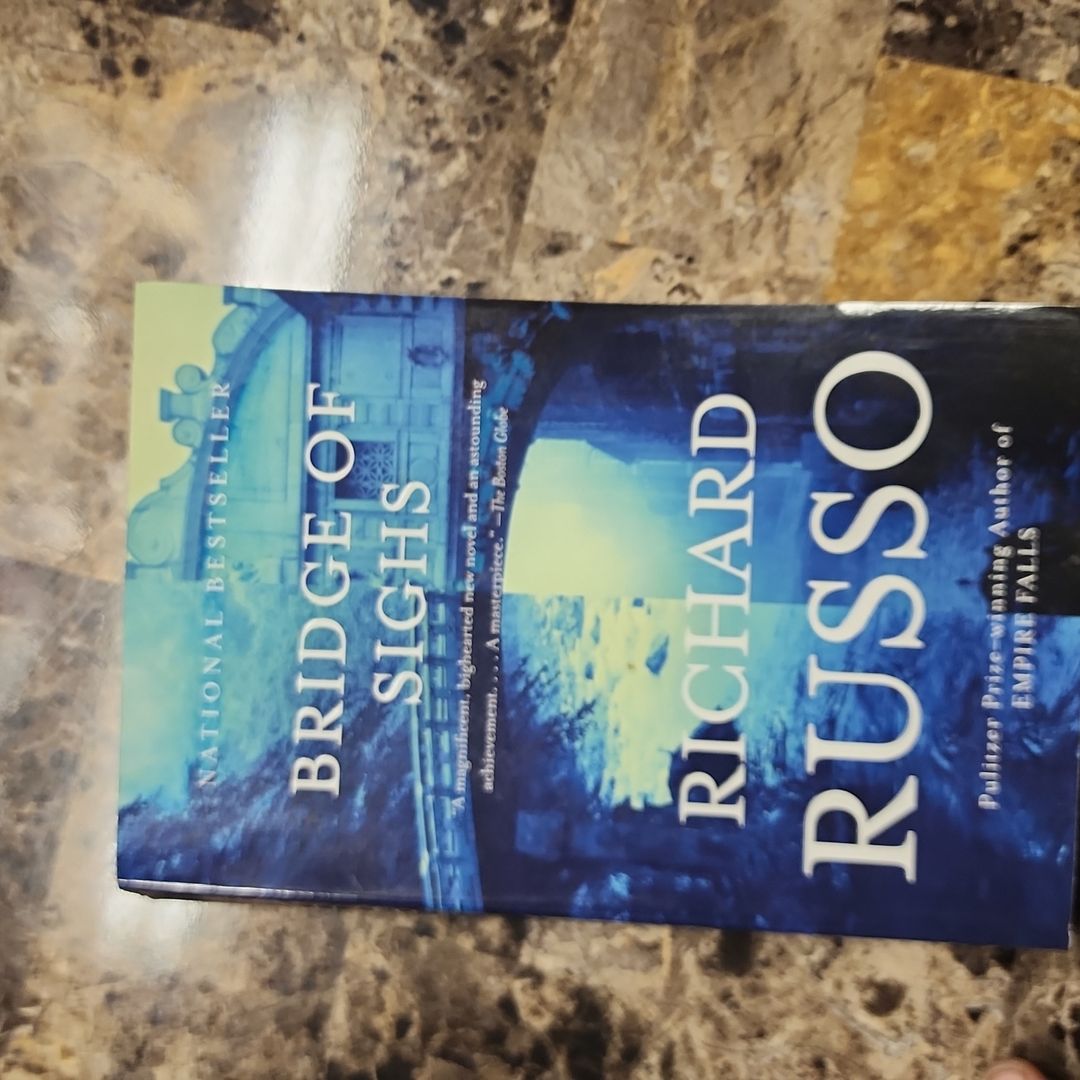 NATIONAL BESTSELLER
BRIDGE OF
SIGHS
"A magnificent, bighearted new novel and an astounding
achievement. . . . A masterpiece." —The Boston Globe
RICHARD
RUSSO
Pulitzer Prize-winning Author of
EMPIRE FALLS